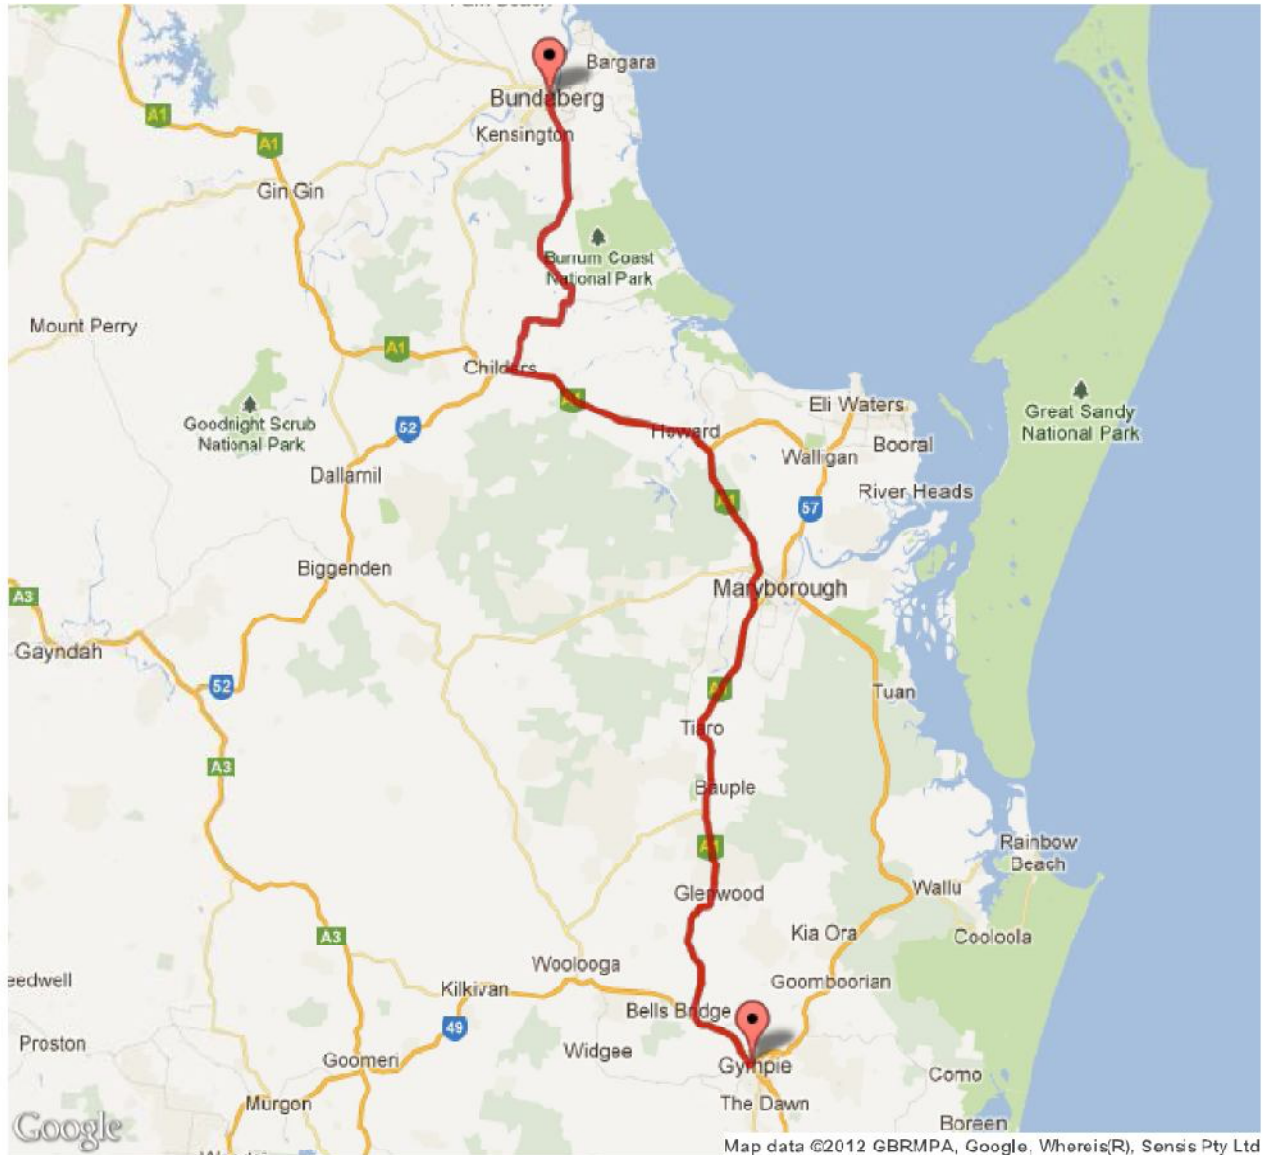 Bargara
Bundaberg
Kensington
A1
A1
Gin Gin
Burrum Coast
National Park
Mount Perry
A1
Childers
A1
Goodnight Scrub
National Park
52
Howard
Eli Waters
Great Sandy
National Park
Booral
Walligan
Dallarnil
River Heads
A1
57
Biggenden
Maryborough
A3
Gayndah
52
A1
Tuan
Tiaro
A3
Bauple
A1
Rainbow
Beach
Glenwood
Wallu
A3
Kia Ora
Cooloola
Woolooga
eedwell
Kilkivan
Goomboorian
Bells Bridge
49
Proston
Widgee
Goomeri
Gympie
Como
Murgon
The Dawn
Boreen
Google
Map data ©2012 GBRMPA, Google, Whereis(R), Sensis Pty Ltd